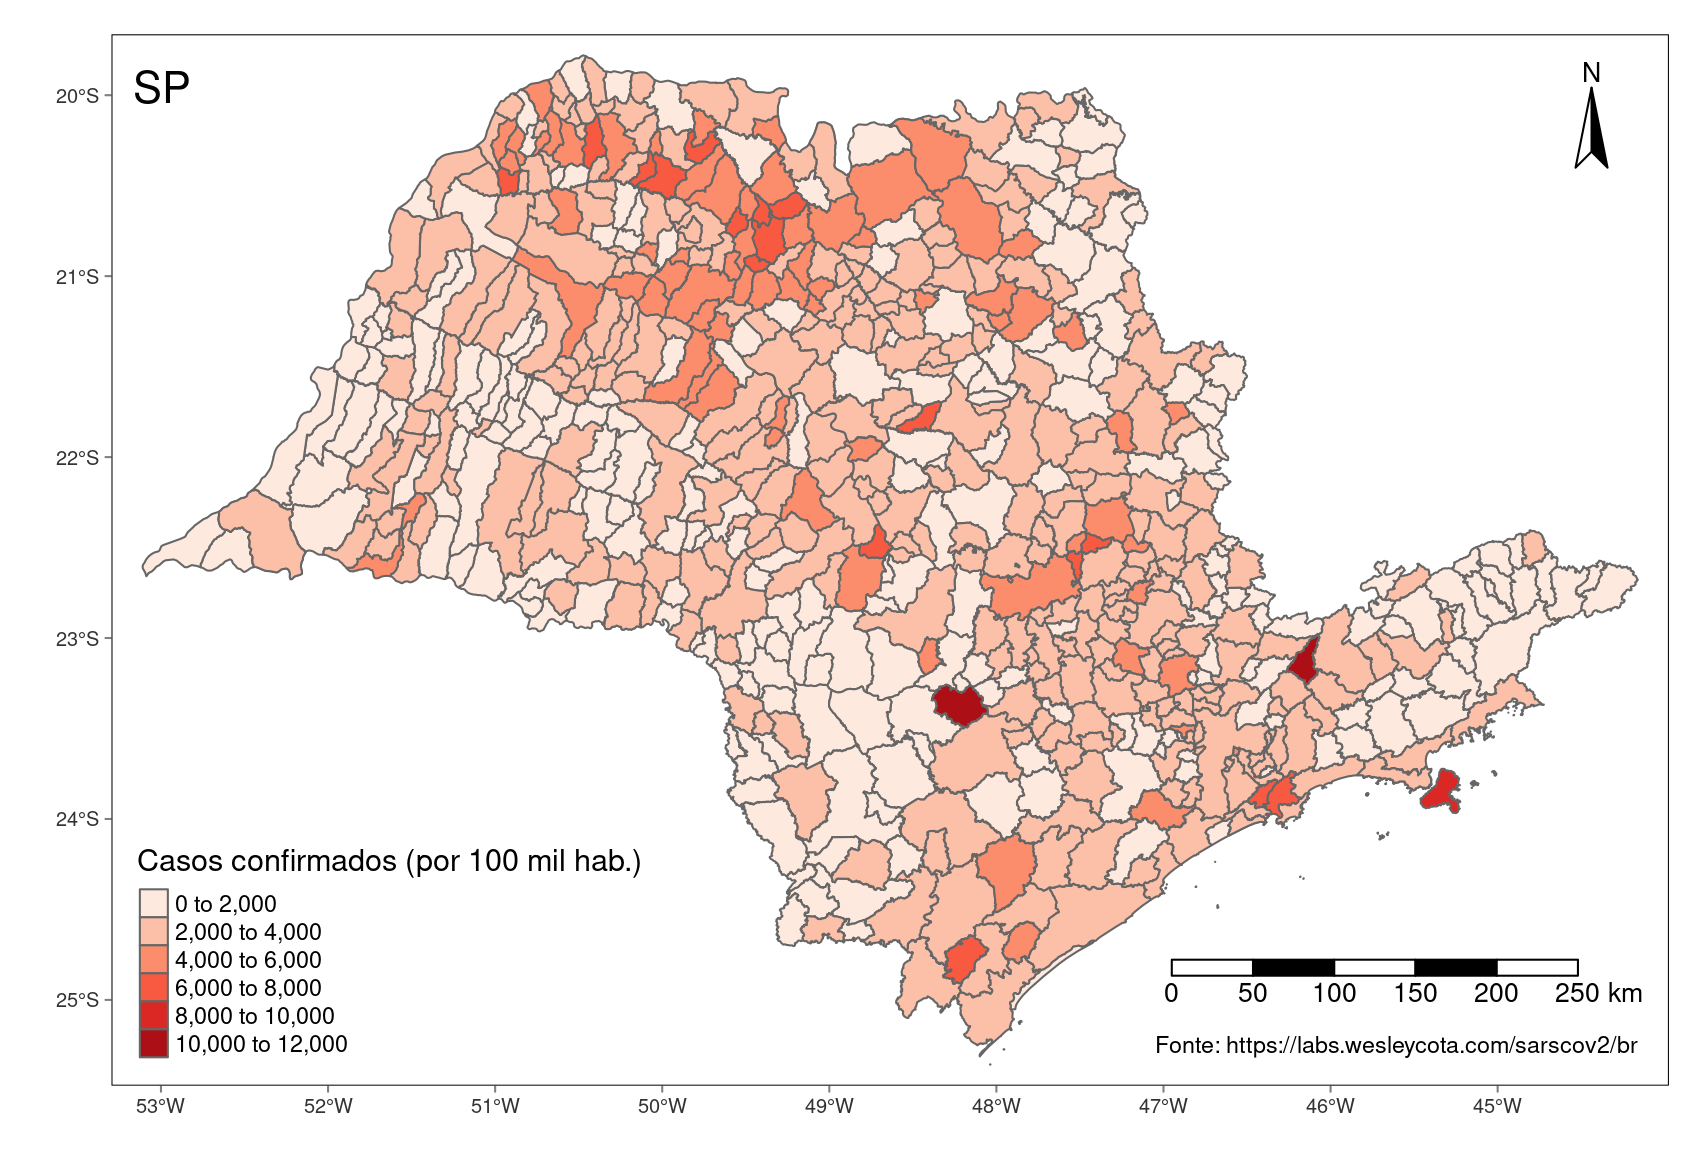 SP
N
20°S
21°S
22°S
23°S
24°S
25°S
Casos confirmados (por 100 mil hab.)
0 to 2,000
2,000 to 4,000
4,000 to 6,000
6,000 to 8,000
8,000 to 10,000
10,000 to 12,000
0 50 100 150 200 250 km
Fonte: https://labs.wesleycota.com/sarscov2/br
53°W 52°W 51°W 50°W 49°W 48°W 47°W 46°W 45°W